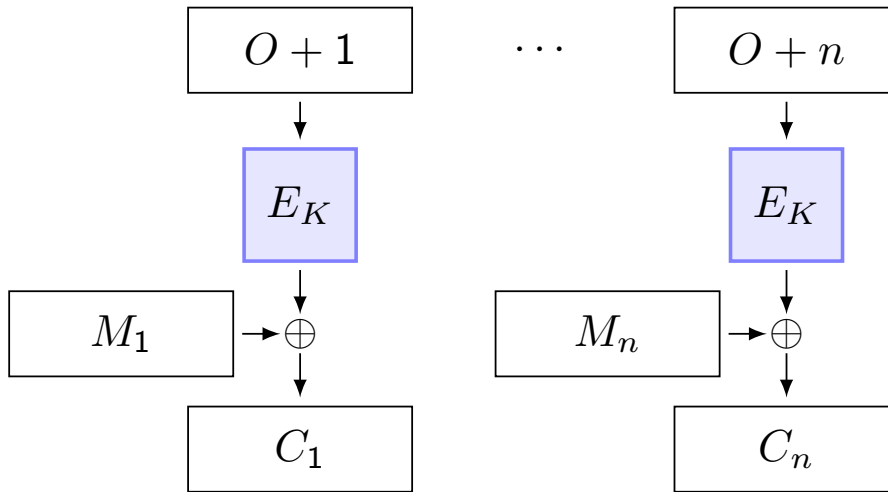 O + 1 ⋯ O + n
E_K E_K
M_1 ⊕ M_n ⊕
C_1 C_n